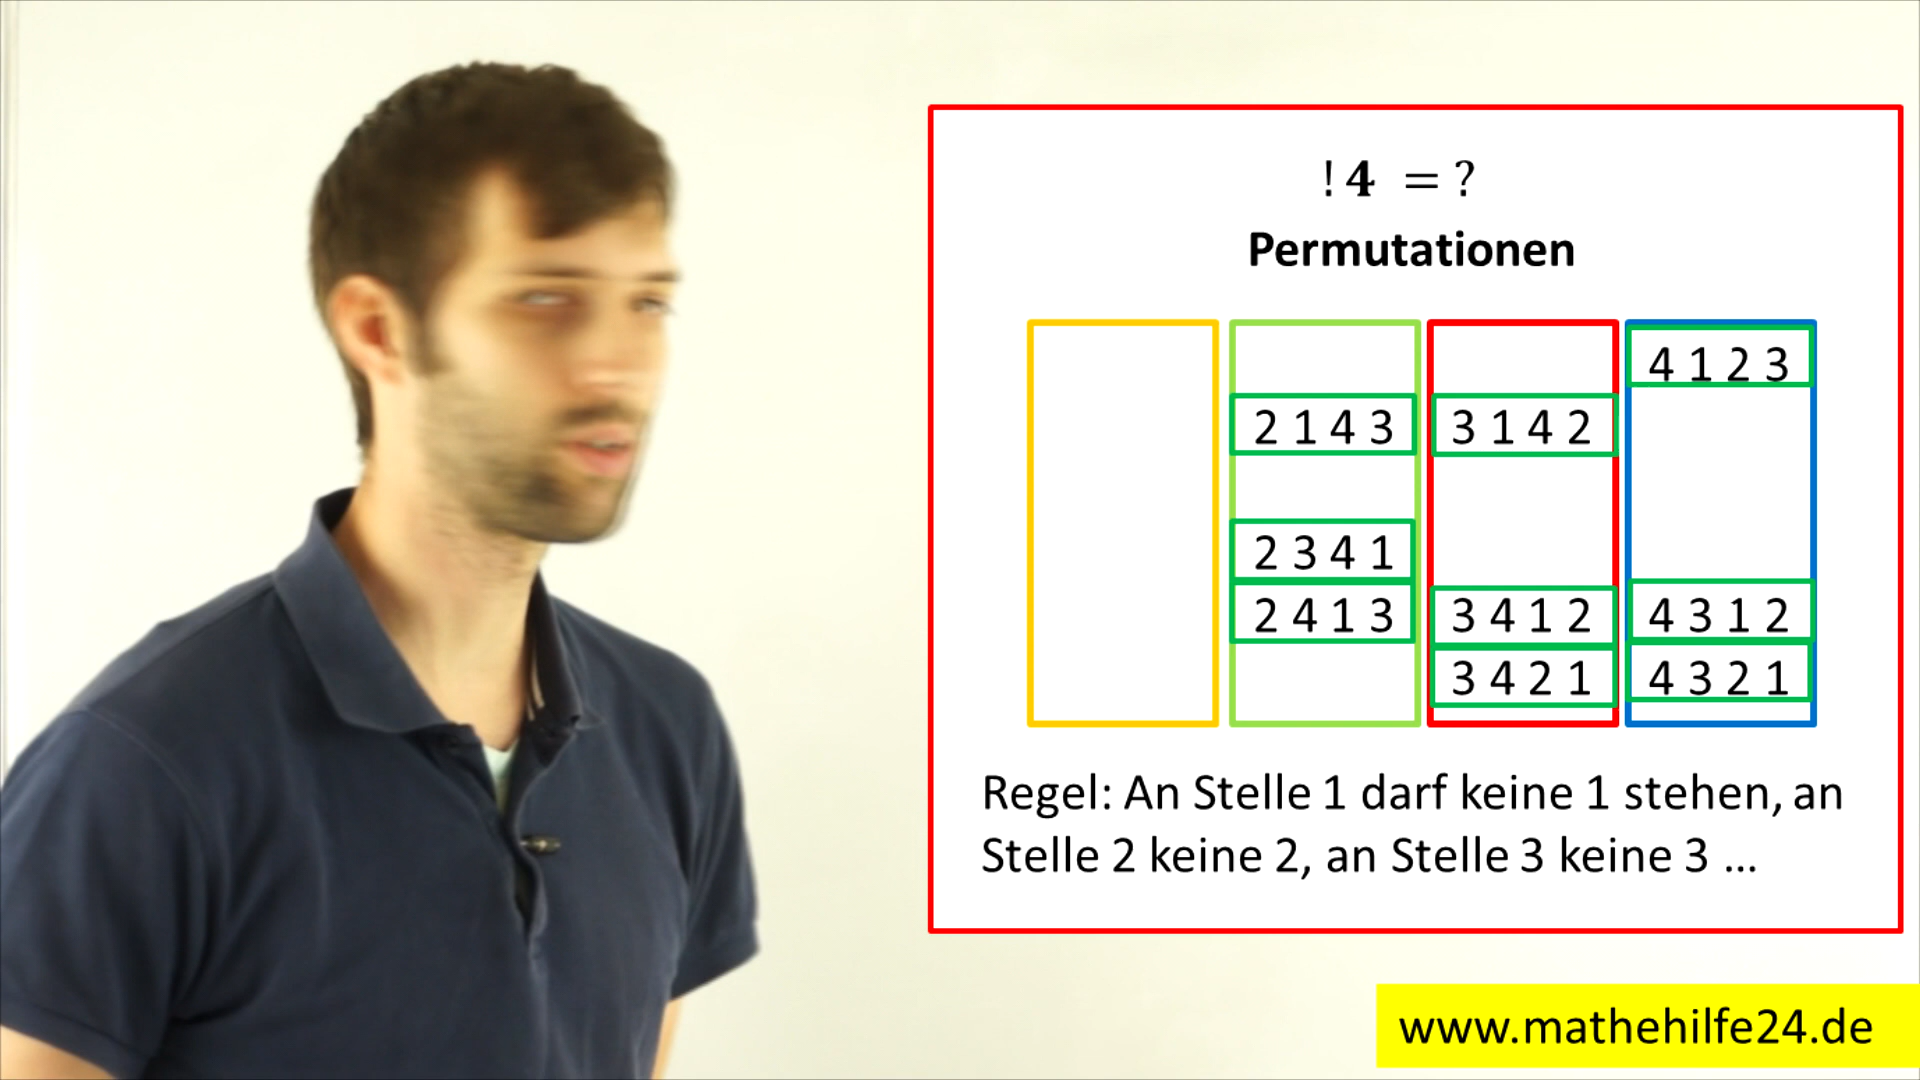 !4 = ?
Permutationen
4 1 2 3
2 1 4 3 3 1 4 2
2 3 4 1
2 4 1 3 3 4 1 2 4 3 1 2
3 4 2 1 4 3 2 1
Regel: An Stelle 1 darf keine 1 stehen, an
Stelle 2 keine 2, an Stelle 3 keine 3 ...
www.mathehilfe24.de